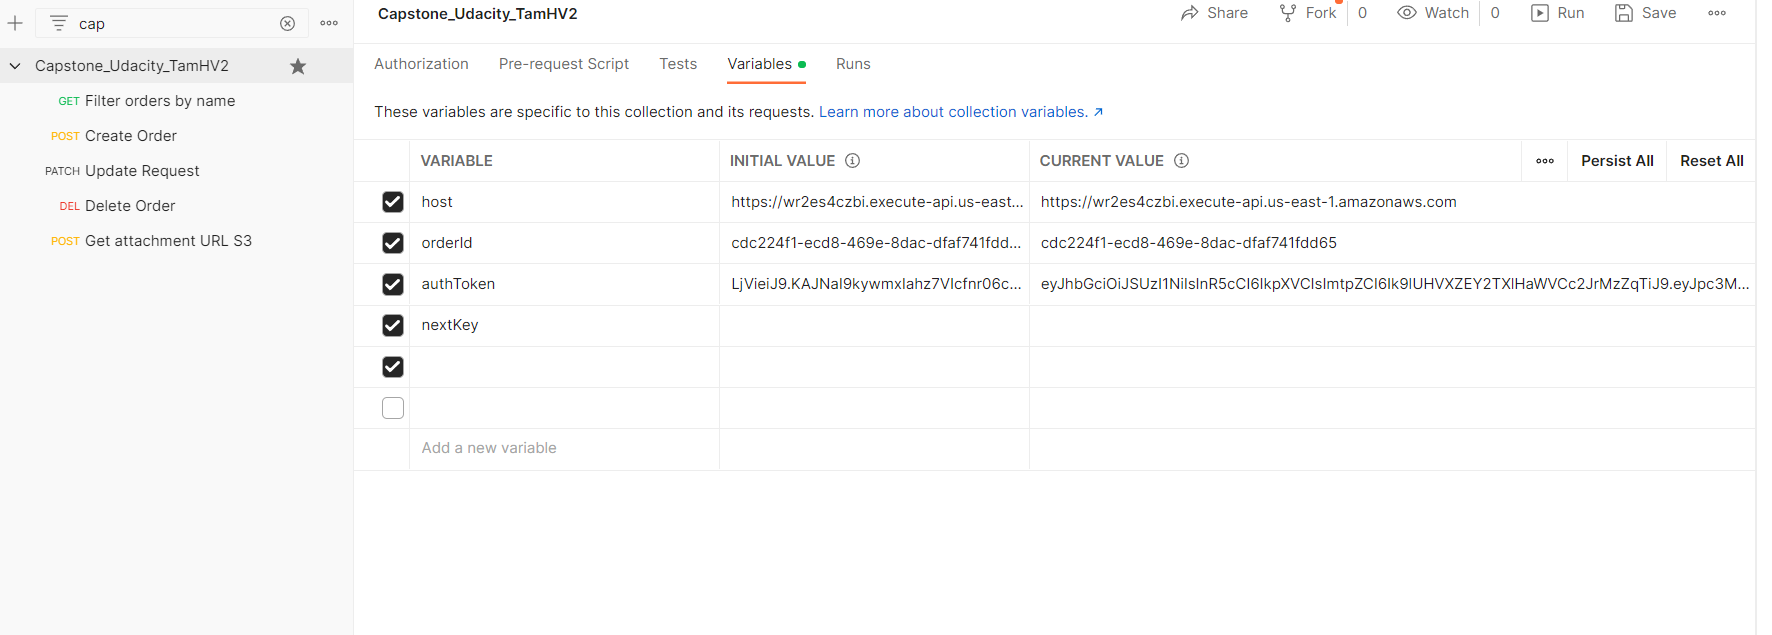 cap
Capstone_Udacity_TamHV2
GET Filter orders by name
POST Create Order
PATCH Update Request
DEL Delete Order
POST Get attachment URL S3
Capstone_Udacity_TamHV2
Share Fork 0 Watch 0 Run Save
Authorization Pre-request Script Tests Variables Runs
These variables are specific to this collection and its requests. Learn more about collection variables. ↗
VARIABLE INITIAL VALUE CURRENT VALUE Persist All Reset All
host https://wr2es4czbi.execute-api.us-east... https://wr2es4czbi.execute-api.us-east-1.amazonaws.com
orderId cdc224f1-ecd8-469e-8dac-dfaf741fdd... cdc224f1-ecd8-469e-8dac-dfaf741fdd65
authToken
nextKey
Add a new variable